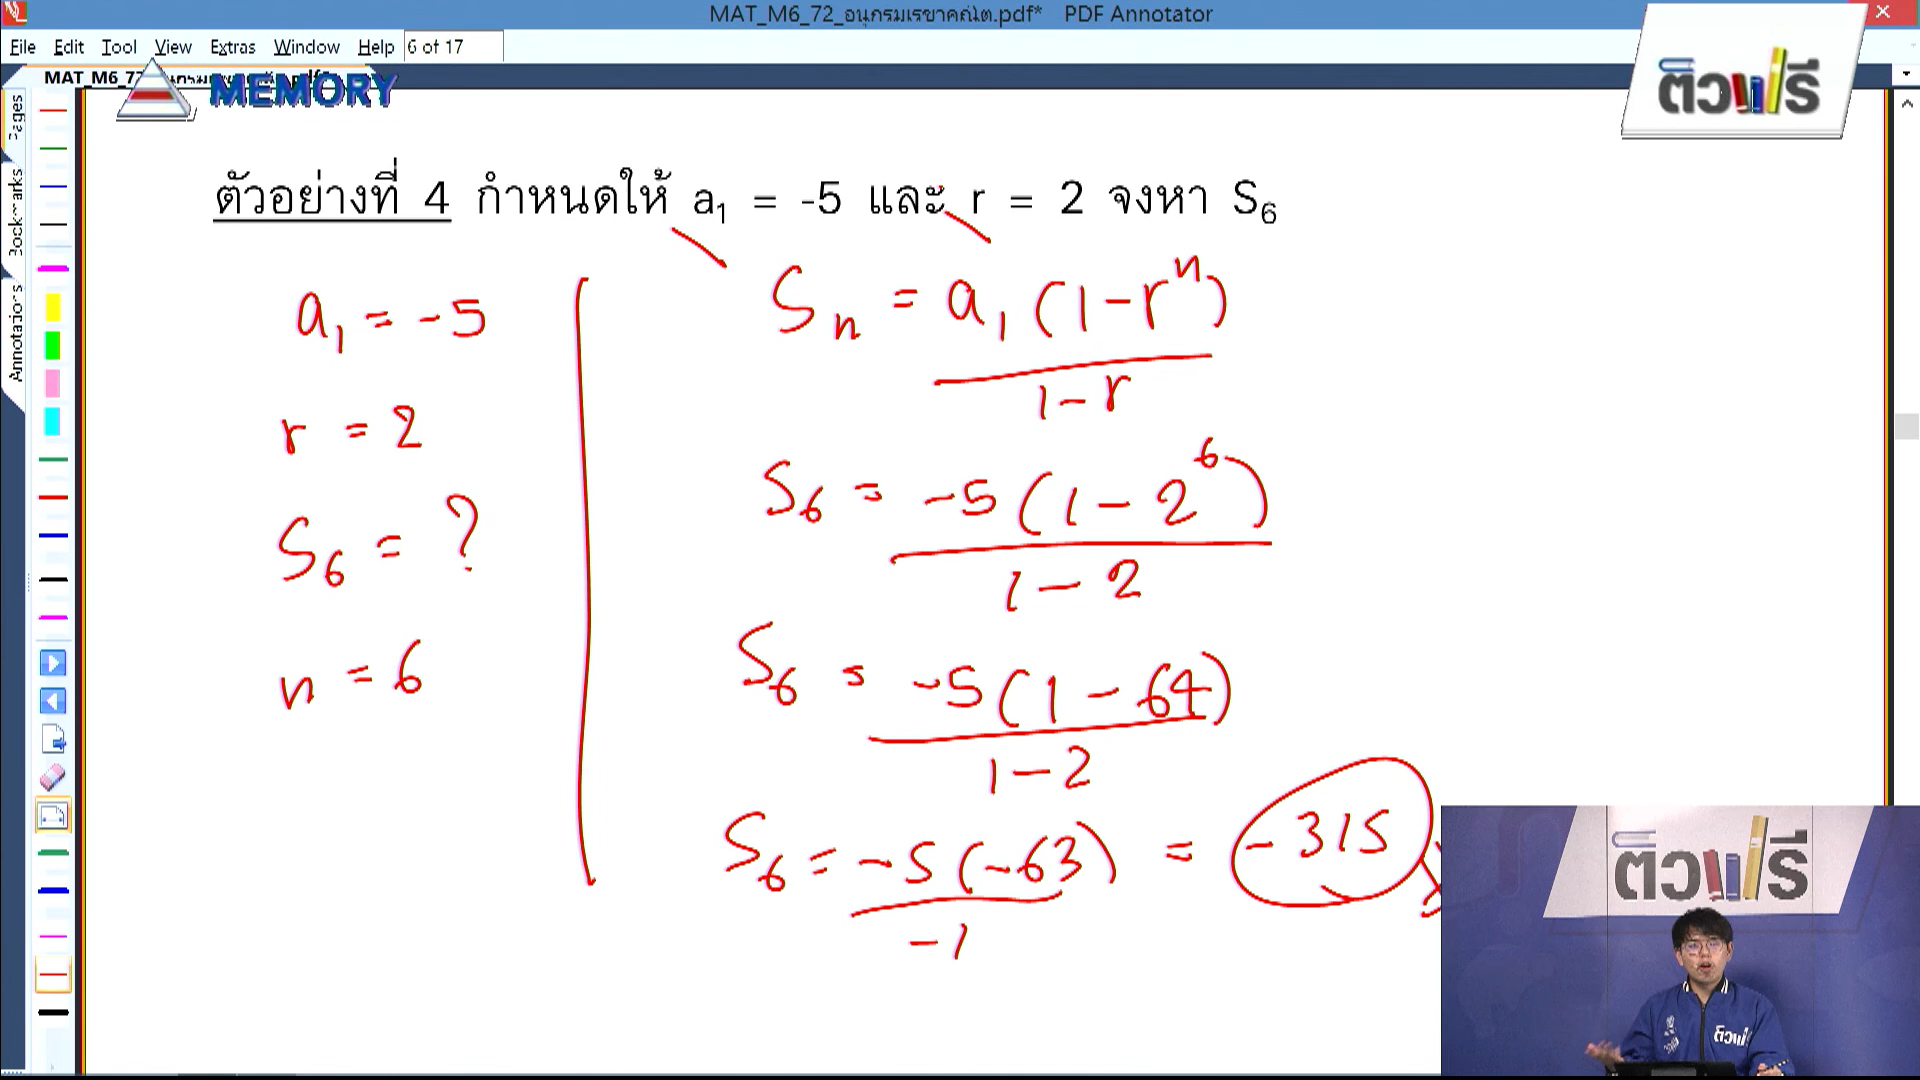 MAT_M6_72_อนุกรมเรขาคณิต.pdf* PDF Annotator
File Edit Tool View Extras Window Help 6 of 17
MEMORY
ติวฟรี
Pages
Bookmarks
Annotations
ตัวอย่างที่ 4 กำหนดให้ a₁ = -5 และ r = 2 จงหา S₆
a₁ = -5
r = 2
S₆ = ?
n = 6
Sₙ = a₁(1-rⁿ)
1-r
S₆ = -5(1-2⁶)
1-2
S₆ = -5(1-64)
1-2
S₆ = -5(-63) = -315
-1
ติวฟรี